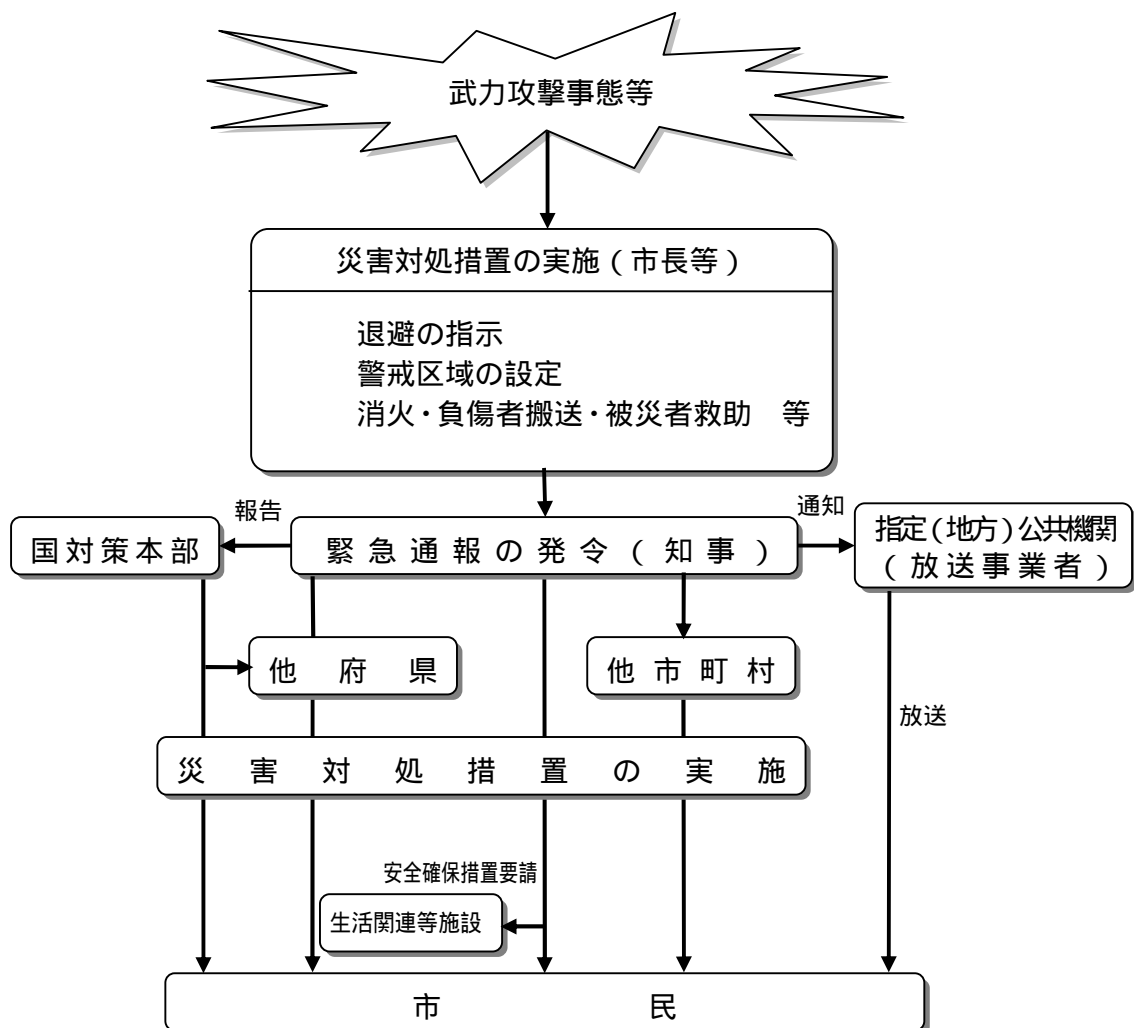 武力攻撃事態等
災害対処措置の実施(市長等)
退避の指示
警戒区域の設定
消火・負傷者搬送・被災者救助 等
報告
通知
国対策本部
緊急通報の発令(知事)
指定(地方)公共機関
(放送事業者)
他府県
他市町村
放送
災害対処措置の実施
安全確保措置要請
生活関連等施設
市民